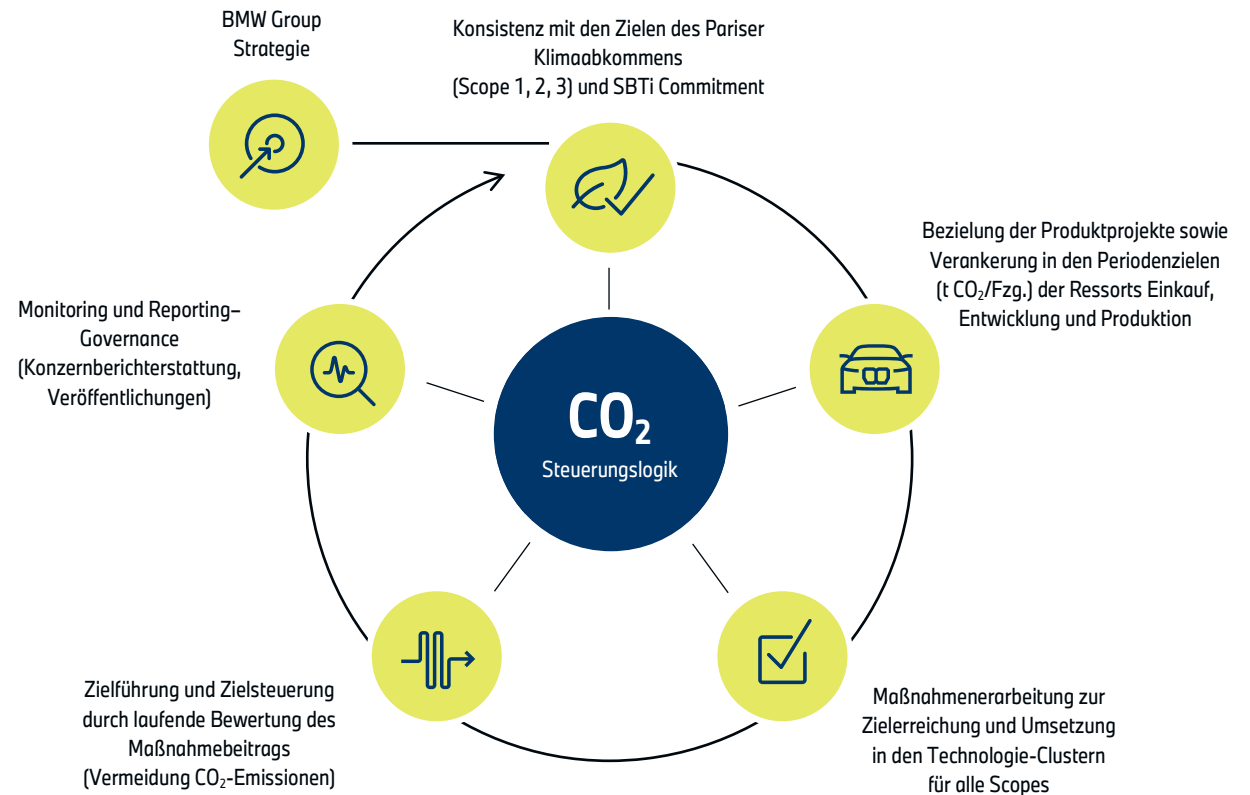 BMW Group
Strategie
Konsistenz mit den Zielen des Pariser
Klimaabkommens
(Scope 1, 2, 3) und SBTi Commitment
Bezielung der Produktprojekte sowie
Verankerung in den Periodenzielen
(t CO₂/Fzg.) der Ressorts Einkauf,
Entwicklung und Produktion
Monitoring und Reporting–
Governance
(Konzernberichterstattung,
Veröffentlichungen)
CO₂
Steuerungslogik
Zielführung und Zielsteuerung
durch laufende Bewertung des
Maßnahmebeitrags
(Vermeidung CO₂-Emissionen)
Maßnahmenerarbeitung zur
Zielerreichung und Umsetzung
in den Technologie-Clustern
für alle Scopes